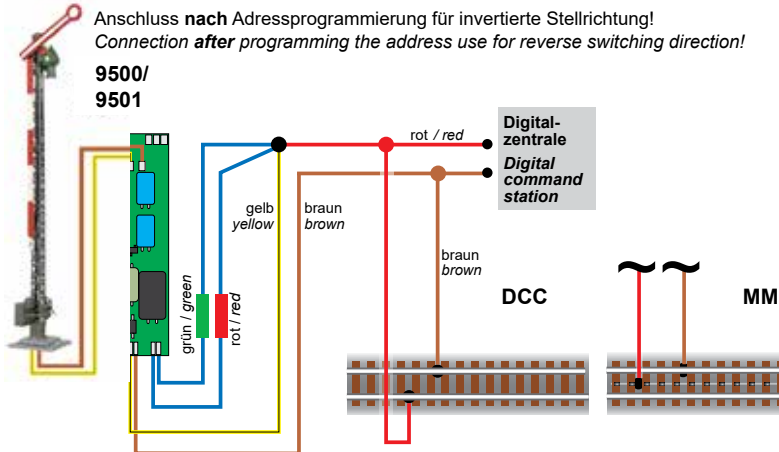 Anschluss nach Adressprogrammierung für invertierte Stellrichtung!
Connection after programming the address use for reverse switching direction!
9500/
9501
rot / red
Digital-
zentrale
Digital
command
station
gelb
yellow
braun
brown
braun
brown
grün / green
rot / red
DCC
MM